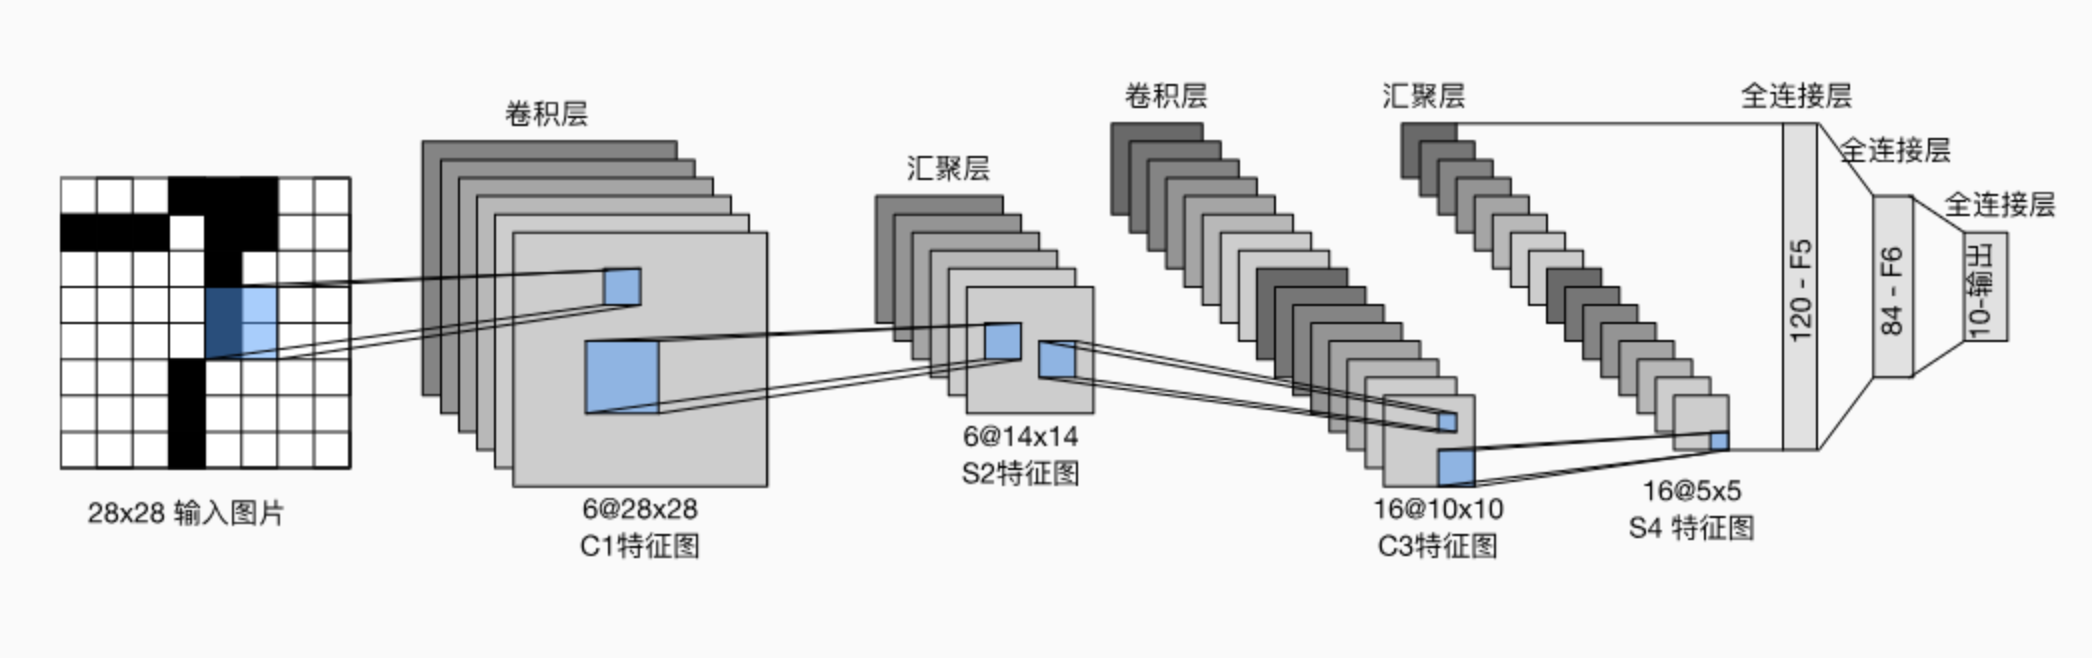 卷积层
汇聚层
卷积层
汇聚层
全连接层
全连接层
全连接层
120 - F5
84 - F6
10-输出
28x28 输入图片
6@28x28
C1特征图
6@14x14
S2特征图
16@10x10
C3特征图
16@5x5
S4 特征图